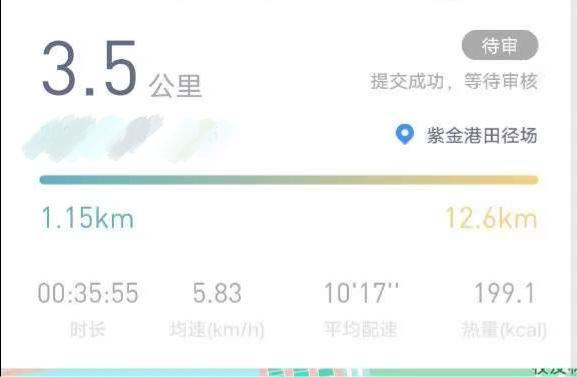 待审
3.5 公里
提交成功，等待审核
紫金港田径场
1.15km 12.6km
00:35:55 5.83 10'17'' 199.1
时长 均速(km/h) 平均配速 热量(kcal)